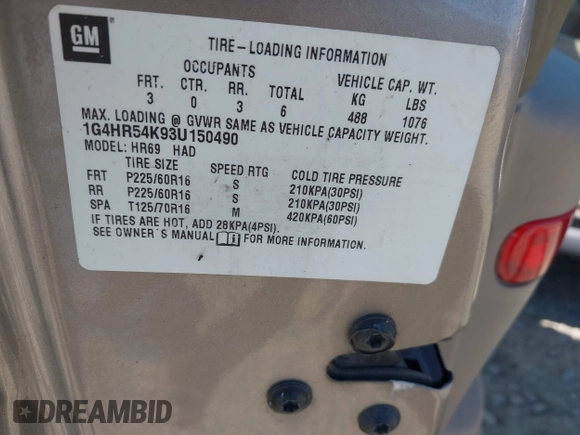 GM
TIRE-LOADING INFORMATION
OCCUPANTS VEHICLE CAP. WT.
FRT. CTR. RR. TOTAL KG LBS
3 0 3 6 488 1076
MAX. LOADING @ GVWR SAME AS VEHICLE CAPACITY WEIGHT.
1G4HR54K93U150490
MODEL: HR69 HAD
TIRE SIZE SPEED RTG COLD TIRE PRESSURE
FRT P225/60R16 S 210KPA(30PSI)
RR P225/60R16 S 210KPA(30PSI)
SPA T125/70R16 M 420KPA(60PSI)
IF TIRES ARE HOT, ADD 28KPA(4PSI).
SEE OWNER'S MANUAL FOR MORE INFORMATION.
DREAMBID